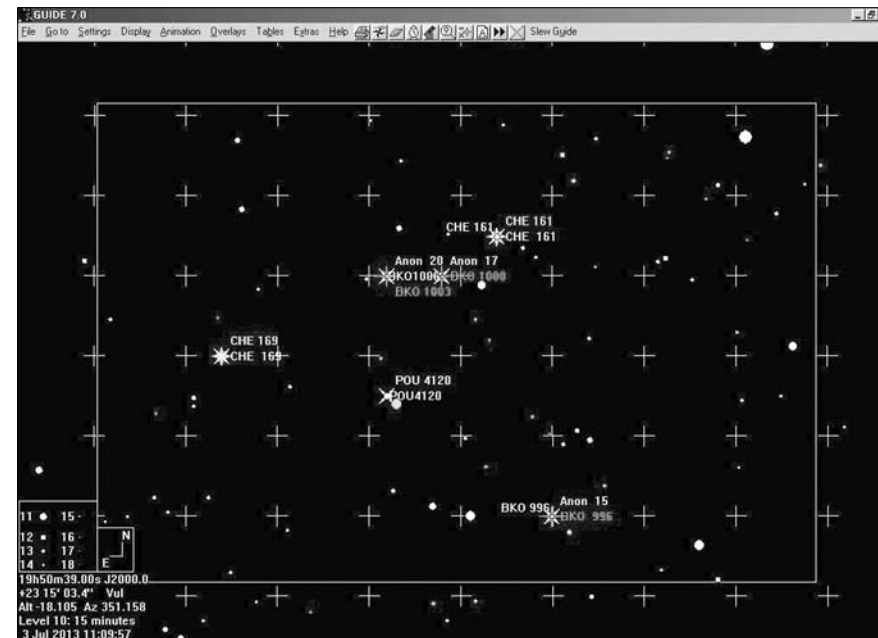 GUIDE 7.0
File Go to Settings Display Animation Overlays Tables Extras Help Slew Guide
CHE 161
CHE 161
CHE 161
Anon 20 Anon 17
BKO1006 BKO 1000
BKO 1003
CHE 169
CHE 169
POU 4120
POU4120
Anon 15
BKO 996
BKO 996
11 15
12 16
13 17
14 18
N
E
19h50m39.00s J2000.0
+23 15' 03.4" Vul
Alt -18.105 Az 351.158
Level 10: 15 minutes
3 Jul 2013 11:09:57